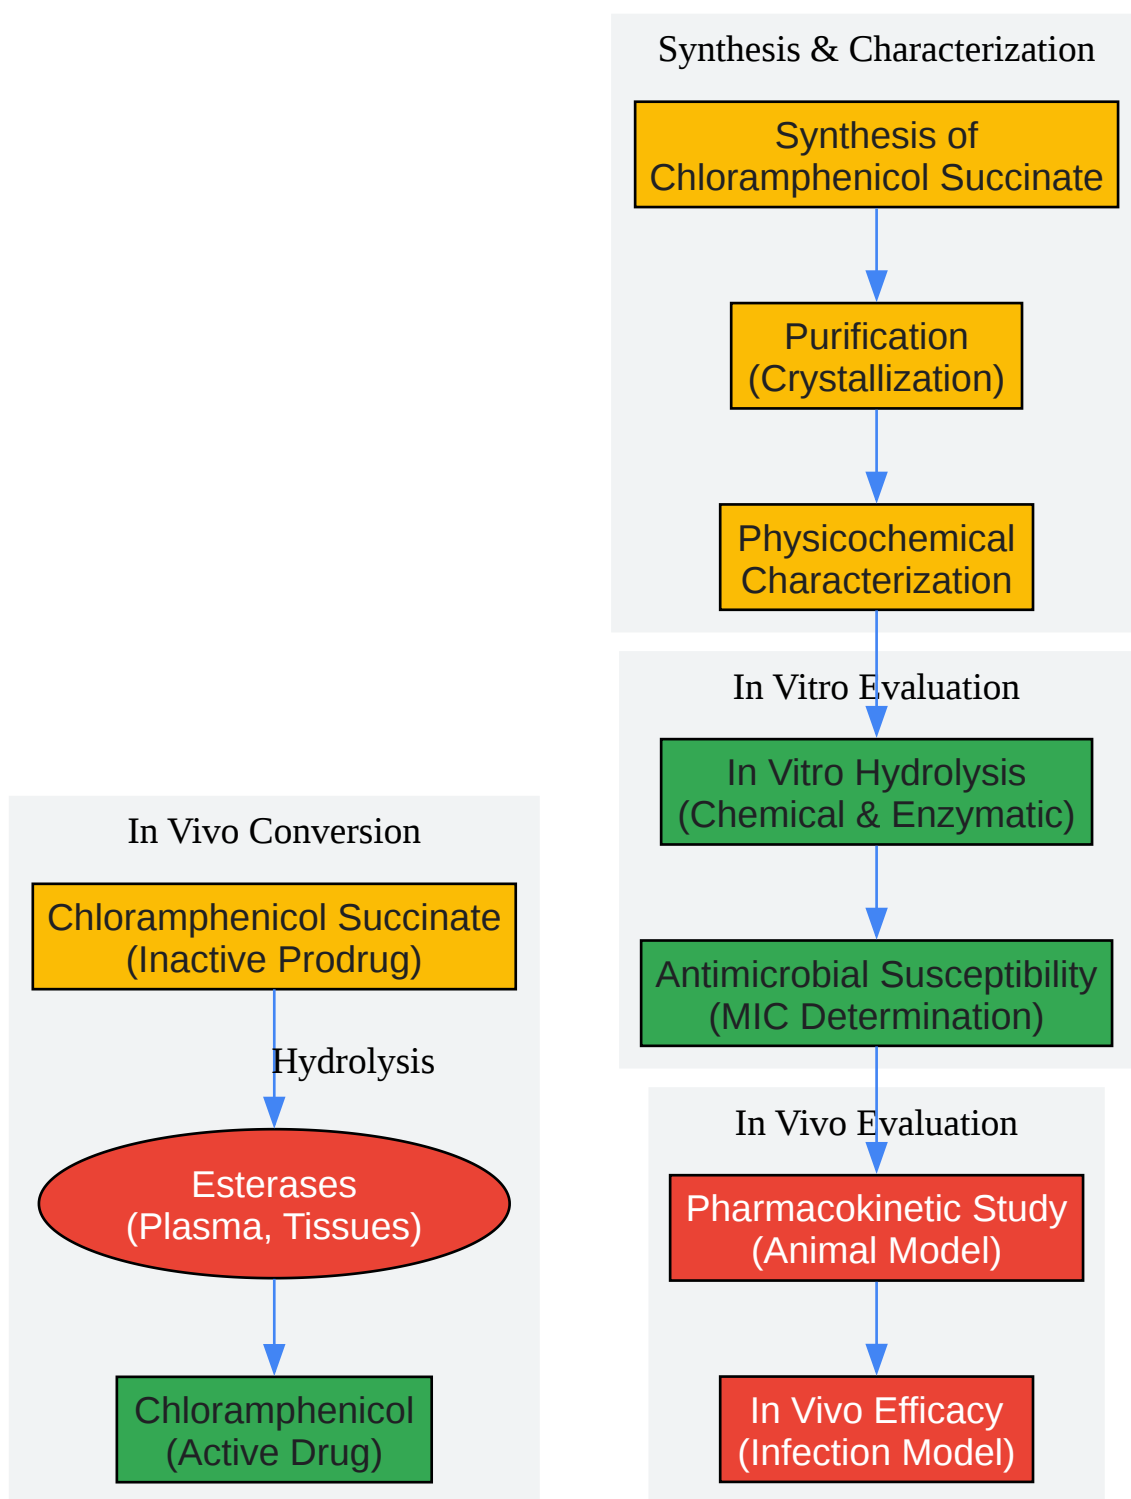 Synthesis & Characterization
Synthesis of
Chloramphenicol Succinate
Purification
(Crystallization)
Physicochemical
Characterization
In Vitro Evaluation
In Vitro Hydrolysis
(Chemical & Enzymatic)
Antimicrobial Susceptibility
(MIC Determination)
In Vivo Evaluation
Pharmacokinetic Study
(Animal Model)
In Vivo Efficacy
(Infection Model)
In Vivo Conversion
Chloramphenicol Succinate
(Inactive Prodrug)
Hydrolysis
Esterases
(Plasma, Tissues)
Chloramphenicol
(Active Drug)